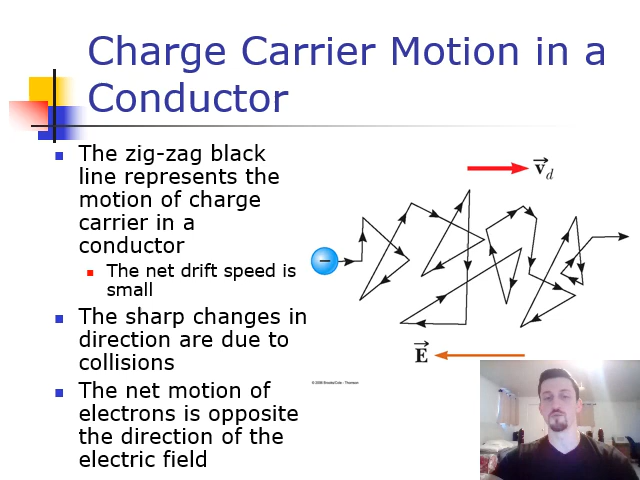 Charge Carrier Motion in a
Conductor
The zig-zag black
line represents the
motion of charge
carrier in a
conductor
The net drift speed is
small
The sharp changes in
direction are due to
collisions
The net motion of
electrons is opposite
the direction of the
electric field
v⃗d
−
E⃗
© 2006 Brooks/Cole - Thomson